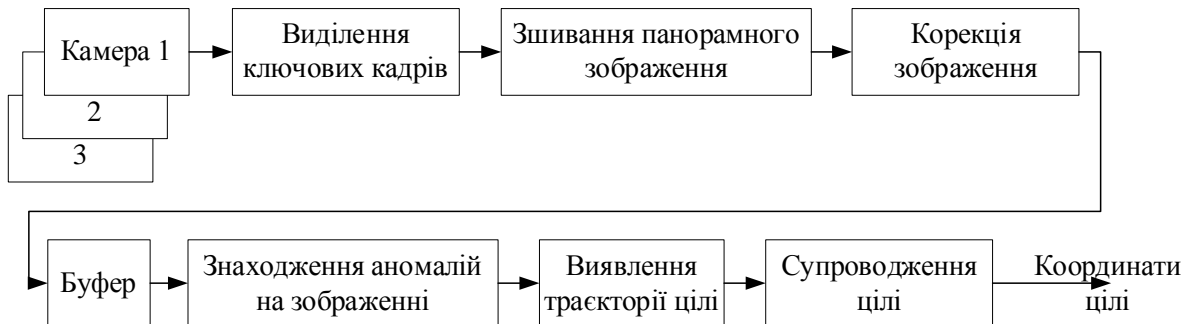 Камера 1
2
3
Виділення
ключових кадрів
Зшивання панорамного
зображення
Корекція
зображення
Буфер
Знаходження аномалій
на зображенні
Виявлення
траєкторії цілі
Супроводження
цілі
Координати
цілі